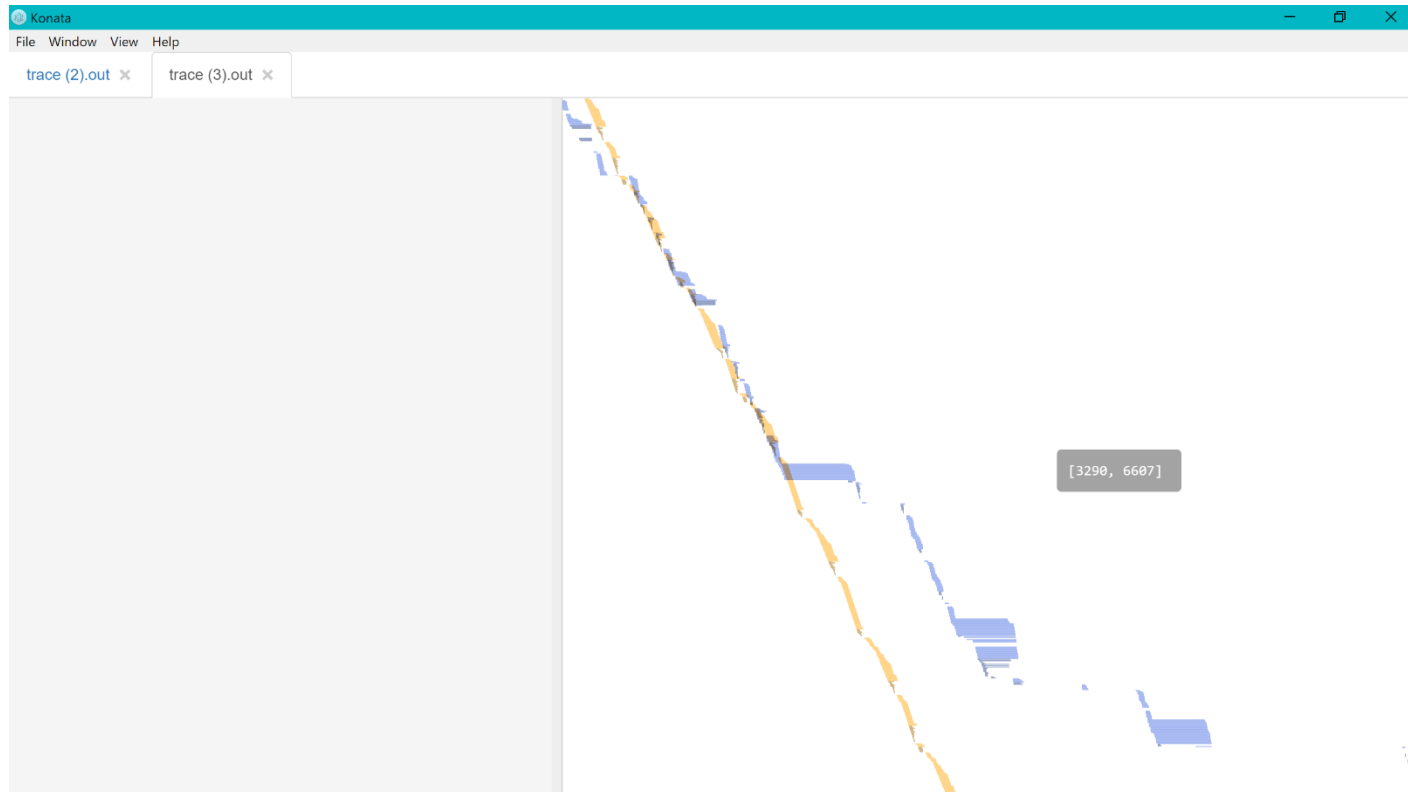 Konata
File Window View Help
trace (2).out
trace (3).out
[3290, 6607]